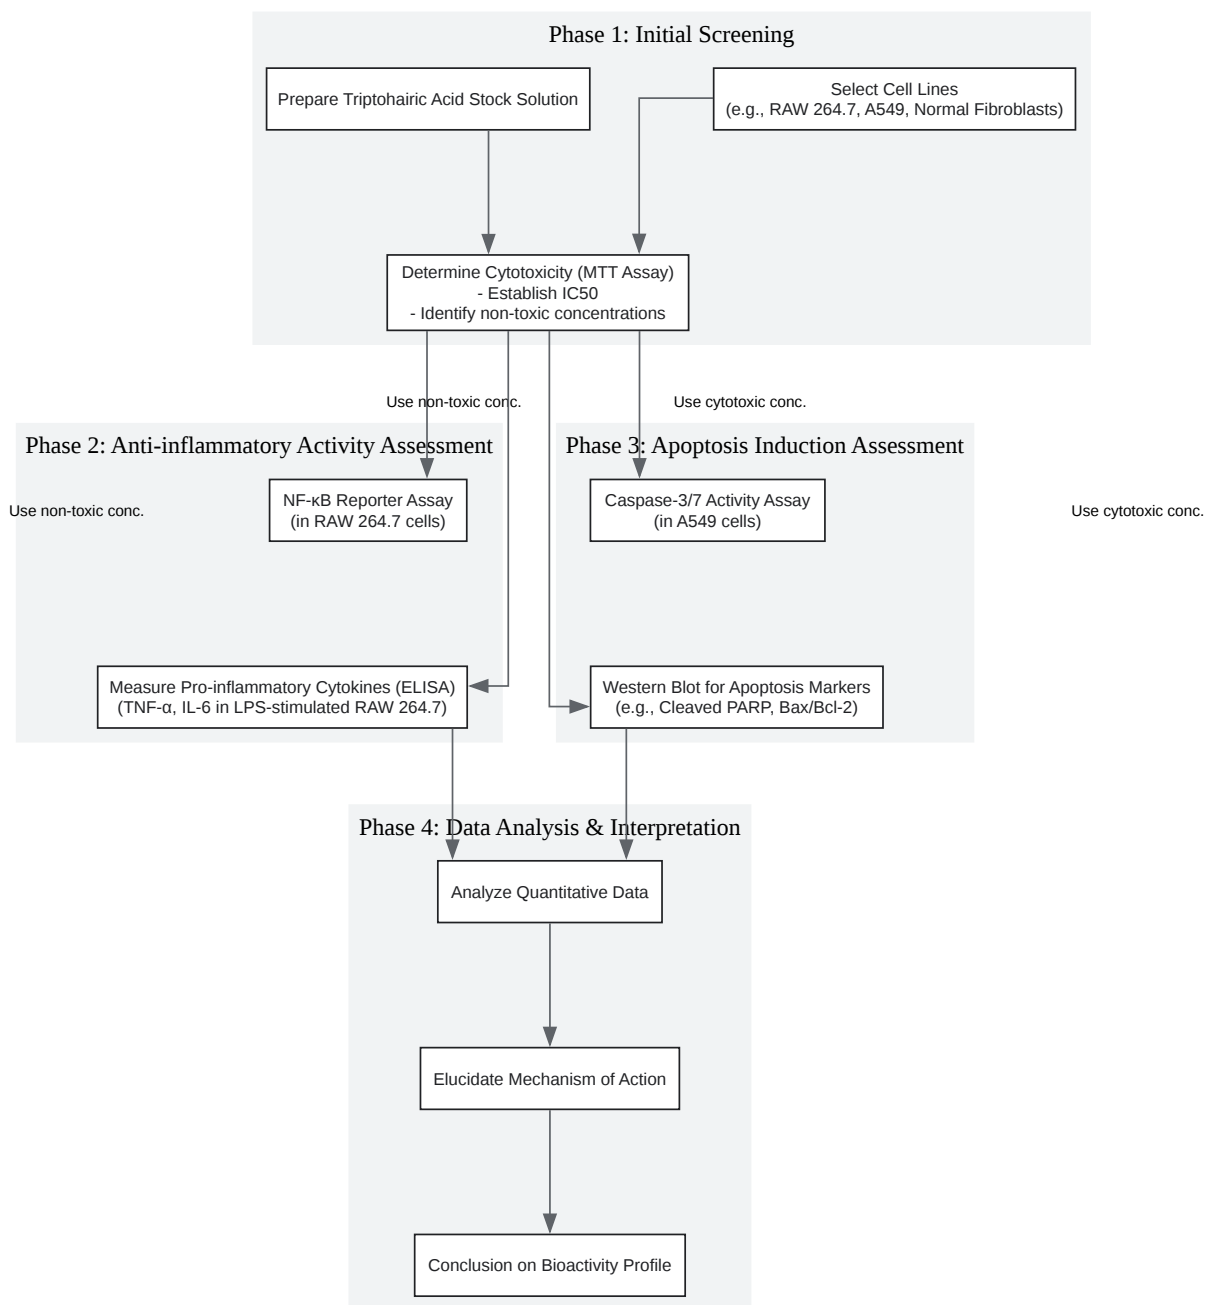 Phase 1: Initial Screening
Prepare Triptohairic Acid Stock Solution
Select Cell Lines
(e.g., RAW 264.7, A549, Normal Fibroblasts)
Determine Cytotoxicity (MTT Assay)
- Establish IC50
- Identify non-toxic concentrations
Use non-toxic conc.
Use cytotoxic conc.
Phase 2: Anti-inflammatory Activity Assessment
Phase 3: Apoptosis Induction Assessment
NF-κB Reporter Assay
(in RAW 264.7 cells)
Caspase-3/7 Activity Assay
(in A549 cells)
Use non-toxic conc.
Use cytotoxic conc.
Measure Pro-inflammatory Cytokines (ELISA)
(TNF-α, IL-6 in LPS-stimulated RAW 264.7)
Western Blot for Apoptosis Markers
(e.g., Cleaved PARP, Bax/Bcl-2)
Phase 4: Data Analysis & Interpretation
Analyze Quantitative Data
Elucidate Mechanism of Action
Conclusion on Bioactivity Profile